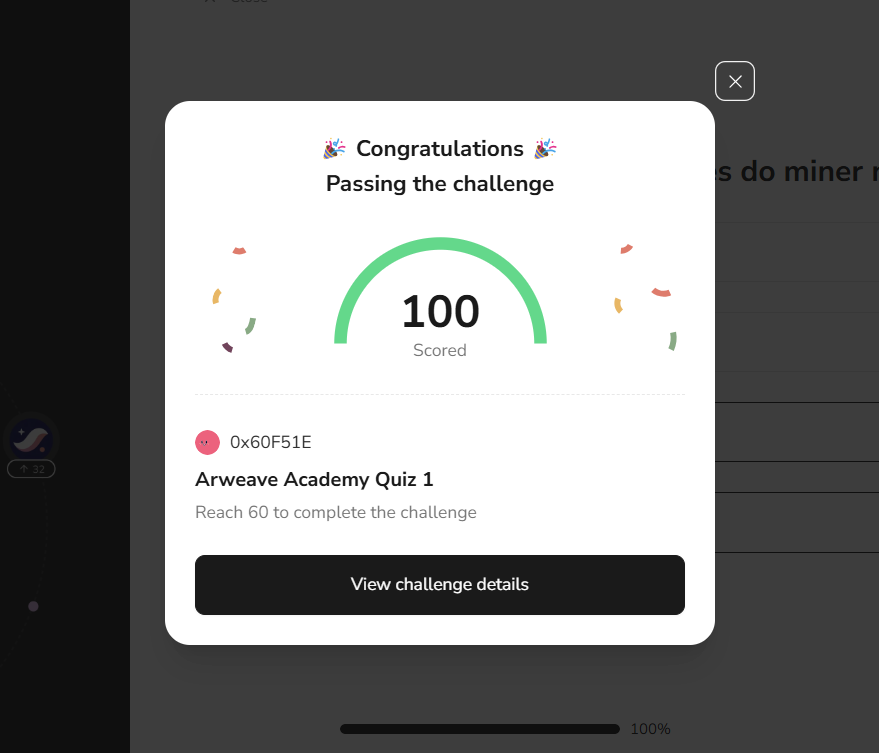 Close
🎉 Congratulations 🎉
Passing the challenge
es do miner
100
Scored
0x60F51E
32
Arweave Academy Quiz 1
Reach 60 to complete the challenge
View challenge details
100%